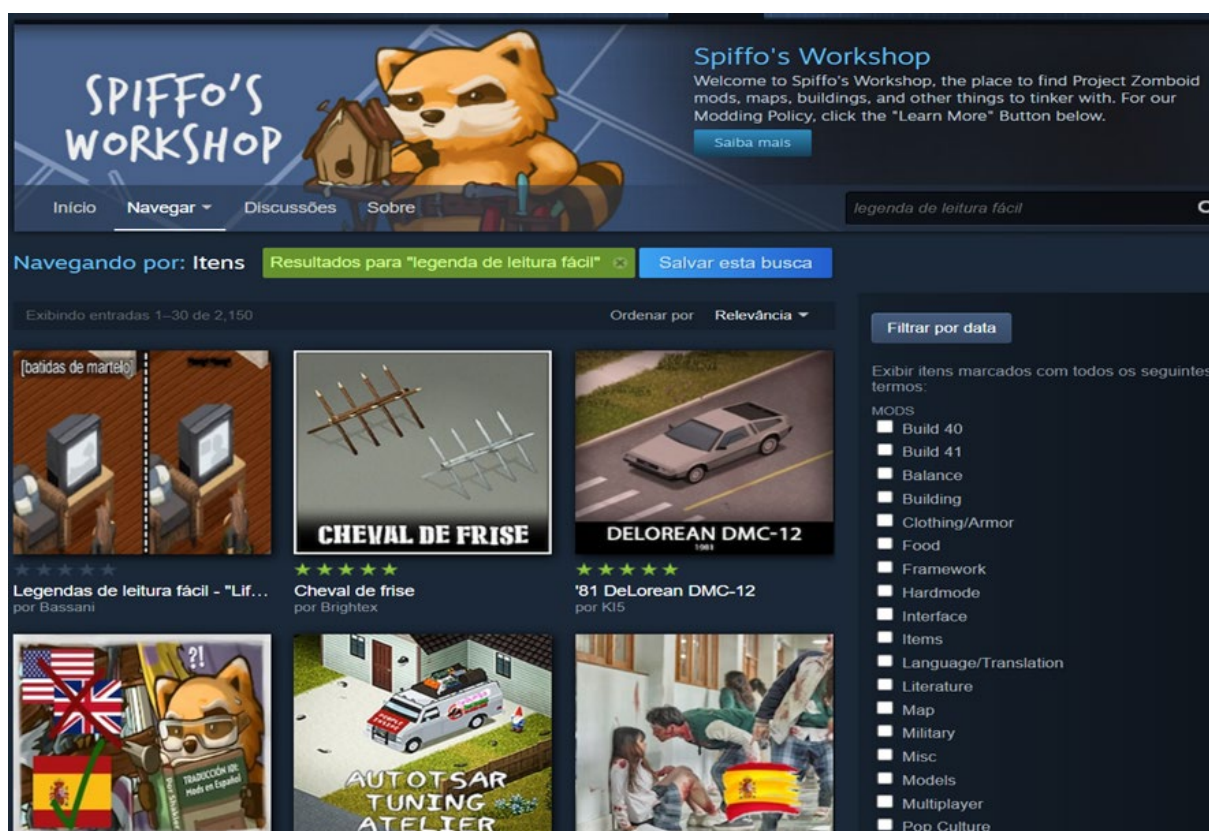 SPIFFO'S
WORKSHOP
Spiffo's Workshop
Welcome to Spiffo's Workshop, the place to find Project Zomboid
mods, maps, buildings, and other things to tinker with. For our
Modding Policy, click the "Learn More" Button below.
Saiba mais
Início Navegar Discussões Sobre
legenda de leitura fácil
Navegando por: Itens
Resultados para "legenda de leitura fácil"
Salvar esta busca
Exibindo entradas 1–30 de 2,150
Ordenar por Relevância
[batidas de martelo]
CHEVAL DE FRISE
DELOREAN DMC-12
1981
Legendas de leitura fácil - "Lif...
por Bassani
Cheval de frise
por Brightex
'81 DeLorean DMC-12
por KI5
?!
TRADUCCIÓN 101:
Mods en Español
AUTOTSAR
TUNING
ATELIER
Filtrar por data
Exibir itens marcados com todos os seguintes
termos:
MODS
Build 40
Build 41
Balance
Building
Clothing/Armor
Food
Framework
Hardmode
Interface
Items
Language/Translation
Literature
Map
Military
Misc
Models
Multiplayer
Pop Culture